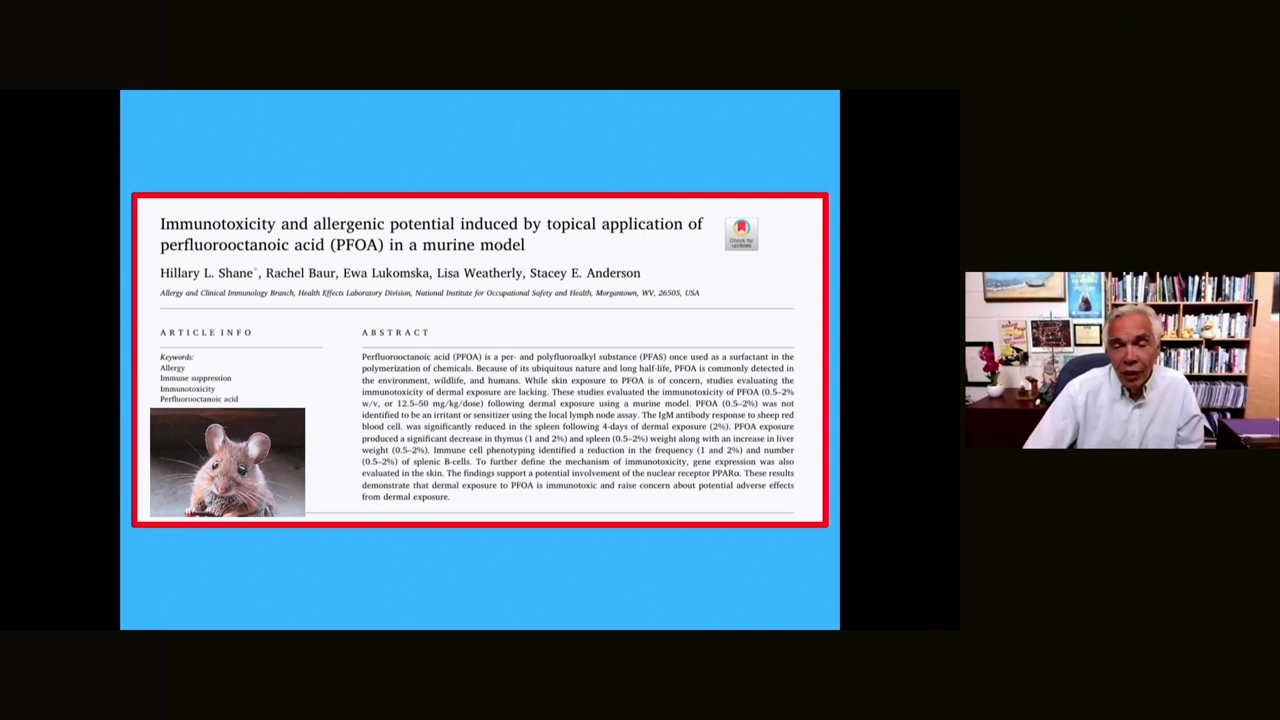 Immunotoxicity and allergenic potential induced by topical application of
perfluorooctanoic acid (PFOA) in a murine model
Check for
updates
Hillary L. Shane*, Rachel Baur, Ewa Lukomska, Lisa Weatherly, Stacey E. Anderson
Allergy and Clinical Immunology Branch, Health Effects Laboratory Division, National Institute for Occupational Safety and Health, Morgantown, WV, 26505, USA
ARTICLE INFO
Keywords:
Allergy
Immune suppression
Immunotoxicity
Perfluorooctanoic acid
ABSTRACT
Perfluorooctanoic acid (PFOA) is a per- and polyfluoroalkyl substance (PFAS) once used as a surfactant in the
polymerization of chemicals. Because of its ubiquitous nature and long half-life, PFOA is commonly detected in
the environment, wildlife, and humans. While skin exposure to PFOA is of concern, studies evaluating the
immunotoxicity of dermal exposure are lacking. These studies evaluated the immunotoxicity of PFOA (0.5–2%
w/v, or 12.5–50 mg/kg/dose) following dermal exposure using a murine model. PFOA (0.5–2%) was not
identified to be an irritant or sensitizer using the local lymph node assay. The IgM antibody response to sheep red
blood cell. was significantly reduced in the spleen following 4-days of dermal exposure (2%). PFOA exposure
produced a significant decrease in thymus (1 and 2%) and spleen (0.5–2%) weight along with an increase in liver
weight (0.5–2%). Immune cell phenotyping identified a reduction in the frequency (1 and 2%) and number
(0.5–2%) of splenic B-cells. To further define the mechanism of immunotoxicity, gene expression was also
evaluated in the skin. The findings support a potential involvement of the nuclear receptor PPARα. These results
demonstrate that dermal exposure to PFOA is immunotoxic and raise concern about potential adverse effects
from dermal exposure.